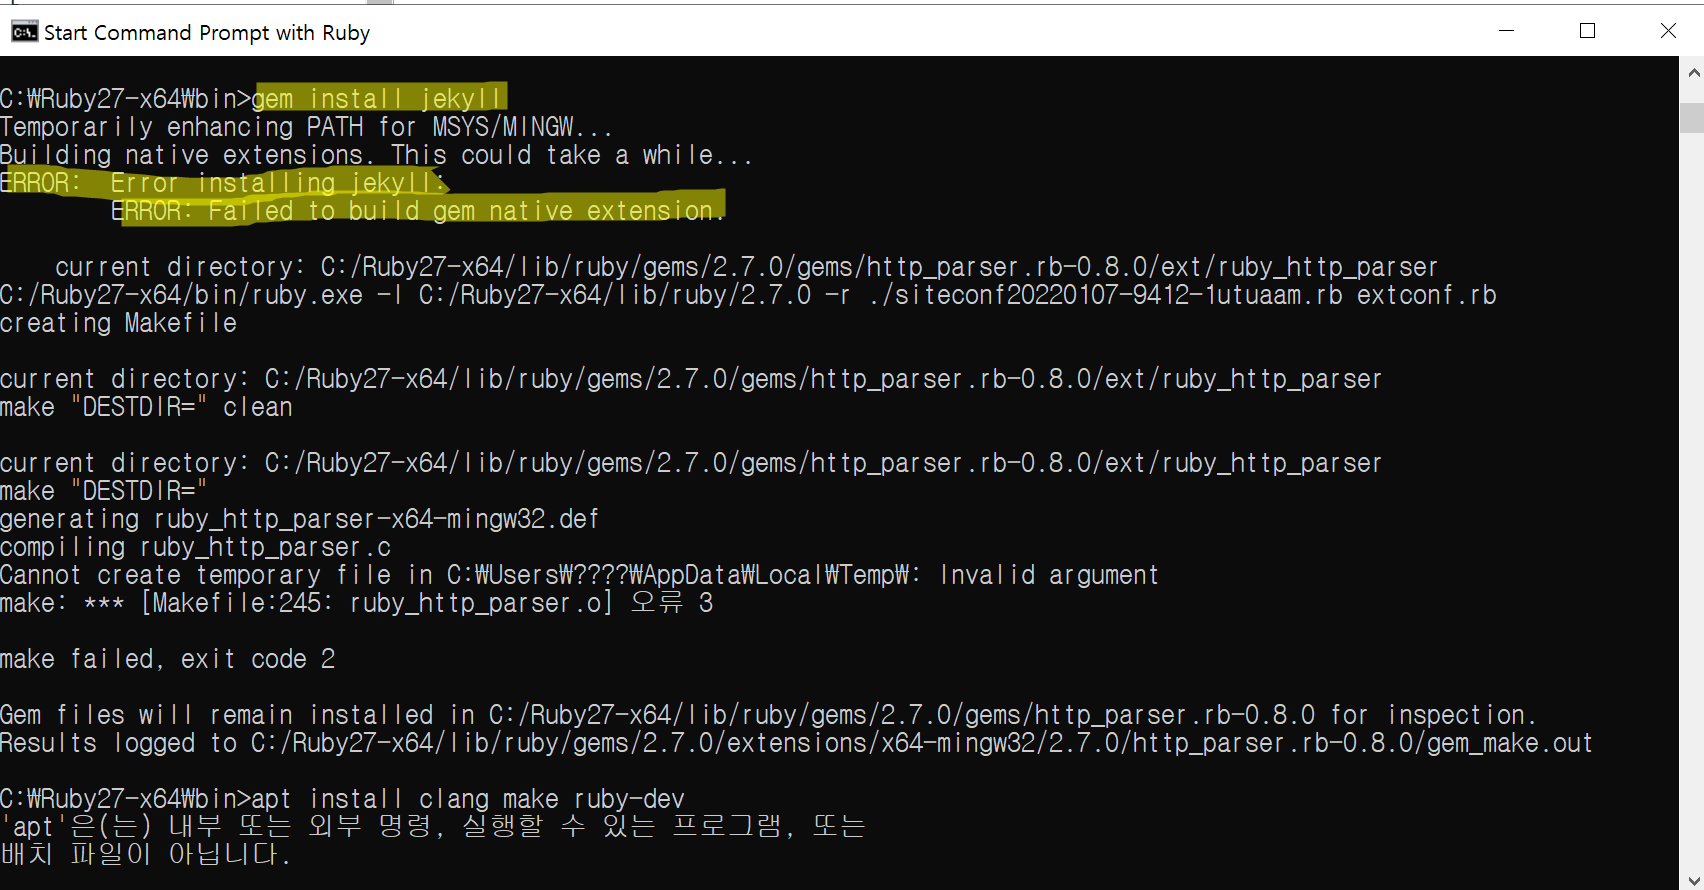 Start Command Prompt with Ruby
C:\Ruby27-x64\bin>gem install jekyll
Temporarily enhancing PATH for MSYS/MINGW...
Building native extensions. This could take a while...
ERROR:  Error installing jekyll:
        ERROR: Failed to build gem native extension.
    current directory: C:/Ruby27-x64/lib/ruby/gems/2.7.0/gems/http_parser.rb-0.8.0/ext/ruby_http_parser
C:/Ruby27-x64/bin/ruby.exe -I C:/Ruby27-x64/lib/ruby/2.7.0 -r ./siteconf20220107-9412-1utuaam.rb extconf.rb
creating Makefile
current directory: C:/Ruby27-x64/lib/ruby/gems/2.7.0/gems/http_parser.rb-0.8.0/ext/ruby_http_parser
make "DESTDIR=" clean
current directory: C:/Ruby27-x64/lib/ruby/gems/2.7.0/gems/http_parser.rb-0.8.0/ext/ruby_http_parser
make "DESTDIR="
generating ruby_http_parser-x64-mingw32.def
compiling ruby_http_parser.c
Cannot create temporary file in C:₩Users₩????₩AppData₩Local₩Temp₩: Invalid argument
make: *** [Makefile:245: ruby_http_parser.o] 오류 3
make failed, exit code 2
Gem files will remain installed in C:/Ruby27-x64/lib/ruby/gems/2.7.0/gems/http_parser.rb-0.8.0 for inspection.
Results logged to C:/Ruby27-x64/lib/ruby/gems/2.7.0/extensions/x64-mingw32/2.7.0/http_parser.rb-0.8.0/gem_make.out
C:₩Ruby27-x64₩bin>apt install clang make ruby-dev
'apt'은(는) 내부 또는 외부 명령, 실행할 수 있는 프로그램, 또는
배치 파일이 아닙니다.